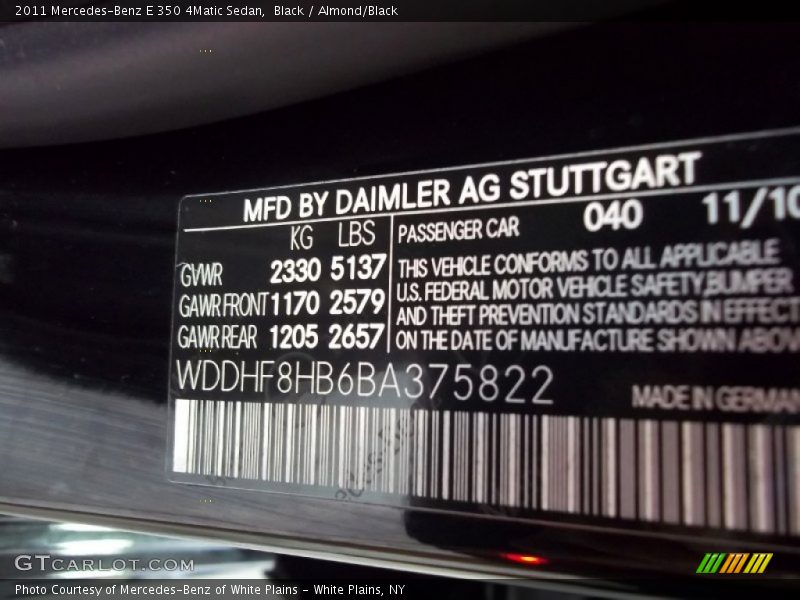 2011 Mercedes-Benz E 350 4Matic Sedan,  Black / Almond/Black
MFD BY DAIMLER AG STUTTGART
KG LBS PASSENGER CAR 040 11/10
GVWR 2330 5137 THIS VEHICLE CONFORMS TO ALL APPLICABLE
GAWR FRONT 1170 2579 U.S. FEDERAL MOTOR VEHICLE SAFETY, BUMPER
GAWR REAR 1205 2657 AND THEFT PREVENTION STANDARDS IN EFFECT
ON THE DATE OF MANUFACTURE SHOWN ABOV
WDDHF8HB6BA375822
MADE IN GERMAN
GTCARLOT.COM
Photo Courtesy of Mercedes-Benz of White Plains - White Plains, NY